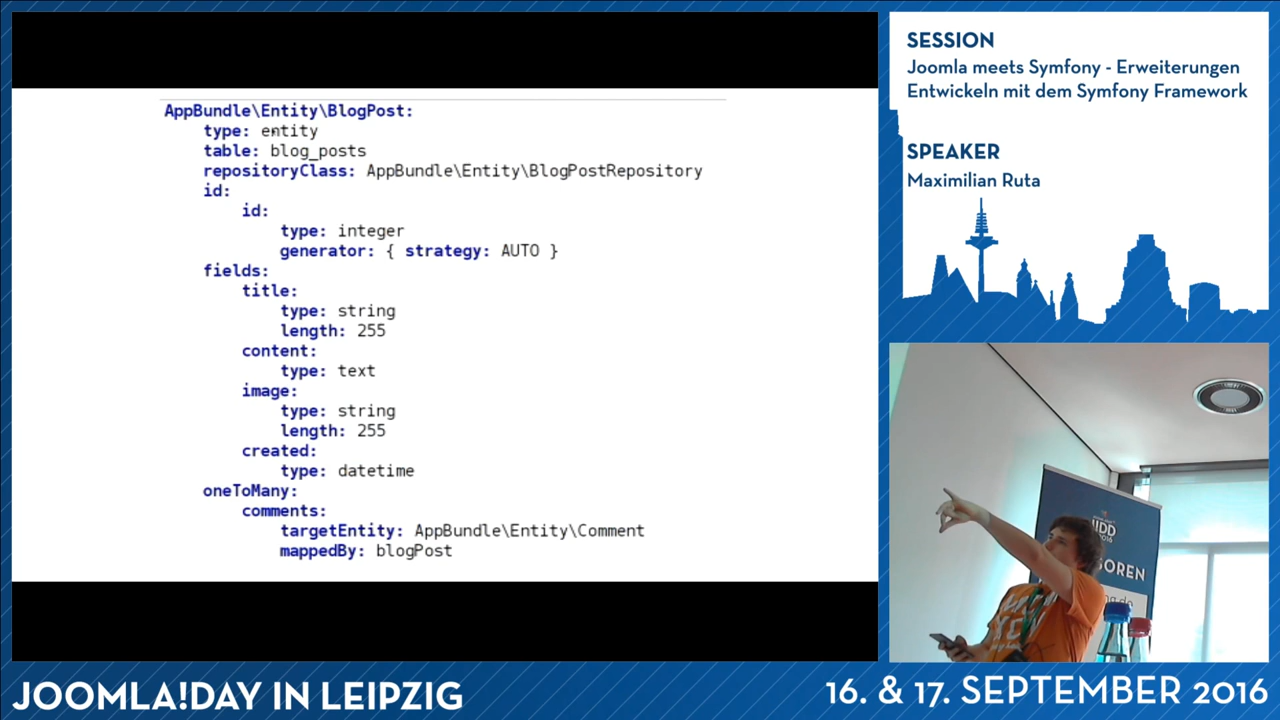 AppBundle\Entity\BlogPost:
type: entity
table: blog_posts
repositoryClass: AppBundle\Entity\BlogPostRepository
id:
id:
type: integer
generator: { strategy: AUTO }
fields:
title:
type: string
length: 255
content:
type: text
image:
type: string
length: 255
created:
type: datetime
oneToMany:
comments:
targetEntity: AppBundle\Entity\Comment
mappedBy: blogPost
SESSION
Joomla meets Symfony - Erweiterungen
Entwickeln mit dem Symfony Framework
SPEAKER
Maximilian Ruta
JOOMLA!DAY IN LEIPZIG
16. & 17. SEPTEMBER 2016